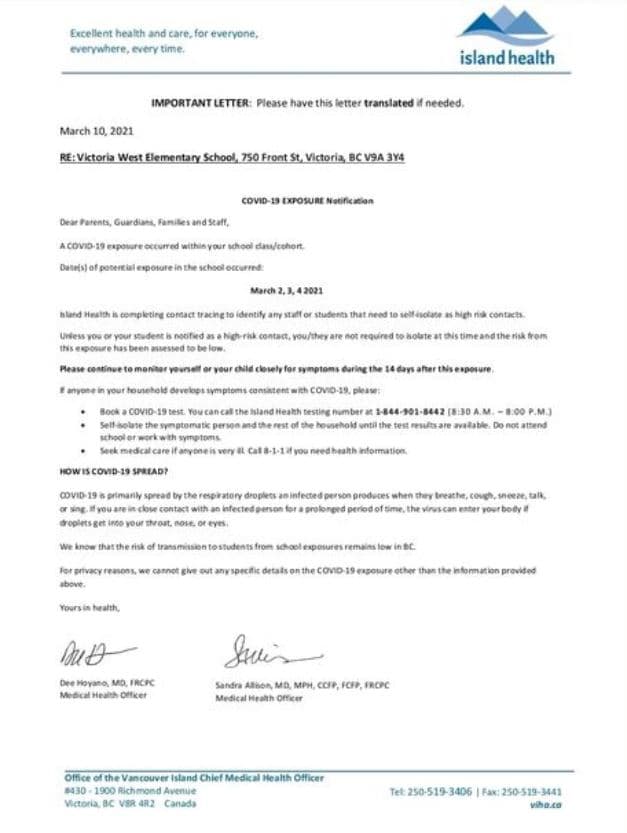 Excellent health and care, for everyone,
everywhere, every time.
island health
IMPORTANT LETTER: Please have this letter translated if needed.
March 10, 2021
RE: Victoria West Elementary School, 750 Front St, Victoria, BC V9A 3Y4
COVID-19 EXPOSURE Notification
Dear Parents, Guardians, Families and Staff,
A COVID-19 exposure occurred within your school class/cohort.
Date(s) of potential exposure in the school occurred:
March 2, 3, 4 2021
Island Health is completing contact tracing to identify any staff or students that need to self-isolate as high risk contacts.
Unless you or your student is notified as a high-risk contact, you/they are not required to isolate at this time and the risk from
this exposure has been assessed to be low.
Please continue to monitor yourself or your child closely for symptoms during the 14 days after this exposure.
If anyone in your household develops symptoms consistent with COVID-19, please:
• Book a COVID-19 test. You can call the Island Health testing number at 1-844-901-8442 (8:30 A.M. – 8:00 P.M.)
• Self-isolate the symptomatic person and the rest of the household until the test results are available. Do not attend
school or work with symptoms.
• Seek medical care if anyone is very ill. Call 8-1-1 if you need health information.
HOW IS COVID-19 SPREAD?
COVID-19 is primarily spread by the respiratory droplets an infected person produces when they breathe, cough, sneeze, talk,
or sing. If you are in close contact with an infected person for a prolonged period of time, the virus can enter your body if
droplets get into your throat, nose, or eyes.
We know that the risk of transmission to students from school exposures remains low in BC.
For privacy reasons, we cannot give out any specific details on the COVID-19 exposure other than the information provided
above.
Yours in health,
Dee Hoyano, MD, FRCPC
Medical Health Officer
Sandra Allison, MD, MPH, CCFP, FCFP, FRCPC
Medical Health Officer
Office of the Vancouver Island Chief Medical Health Officer
#430 - 1900 Richmond Avenue
Victoria, BC V8R 4R2 Canada
Tel: 250-519-3406 | Fax: 250-519-3441
viha.ca